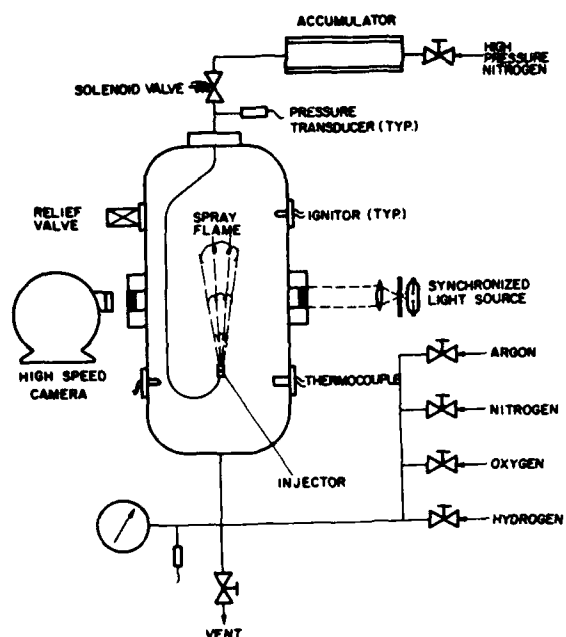 ACCUMULATOR
HIGH
PRESSURE
NITROGEN
SOLENOID VALVE
PRESSURE
TRANSDUCER (TYP.)
RELIEF
VALVE
SPRAY
FLAME
IGNITOR (TYP.)
SYNCHRONIZED
LIGHT SOURCE
HIGH SPEED
CAMERA
THERMOCOUPLE
ARGON
NITROGEN
OXYGEN
INJECTOR
HYDROGEN
VENT